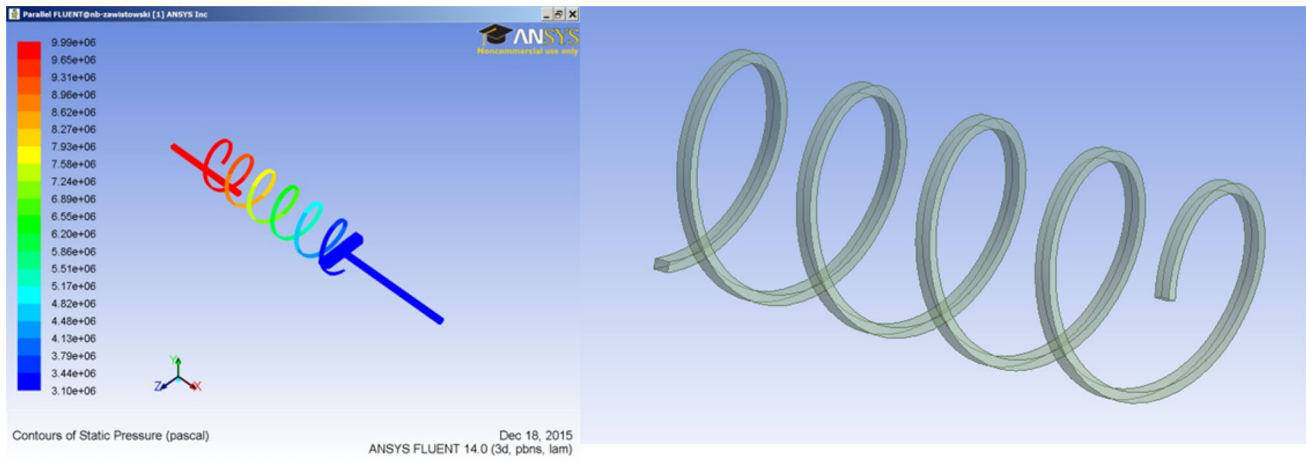 Parallel FLUENT@nb-zawistowski [1] ANSYS Inc
ANSYS
Noncommercial use only
9.99e+06
9.65e+06
9.31e+06
8.96e+06
8.62e+06
8.27e+06
7.93e+06
7.58e+06
7.24e+06
6.89e+06
6.55e+06
6.20e+06
5.86e+06
5.51e+06
5.17e+06
4.82e+06
4.48e+06
4.13e+06
3.79e+06
3.44e+06
3.10e+06
Y
Z X
Contours of Static Pressure (pascal)
Dec 18, 2015
ANSYS FLUENT 14.0 (3d, pbns, lam)